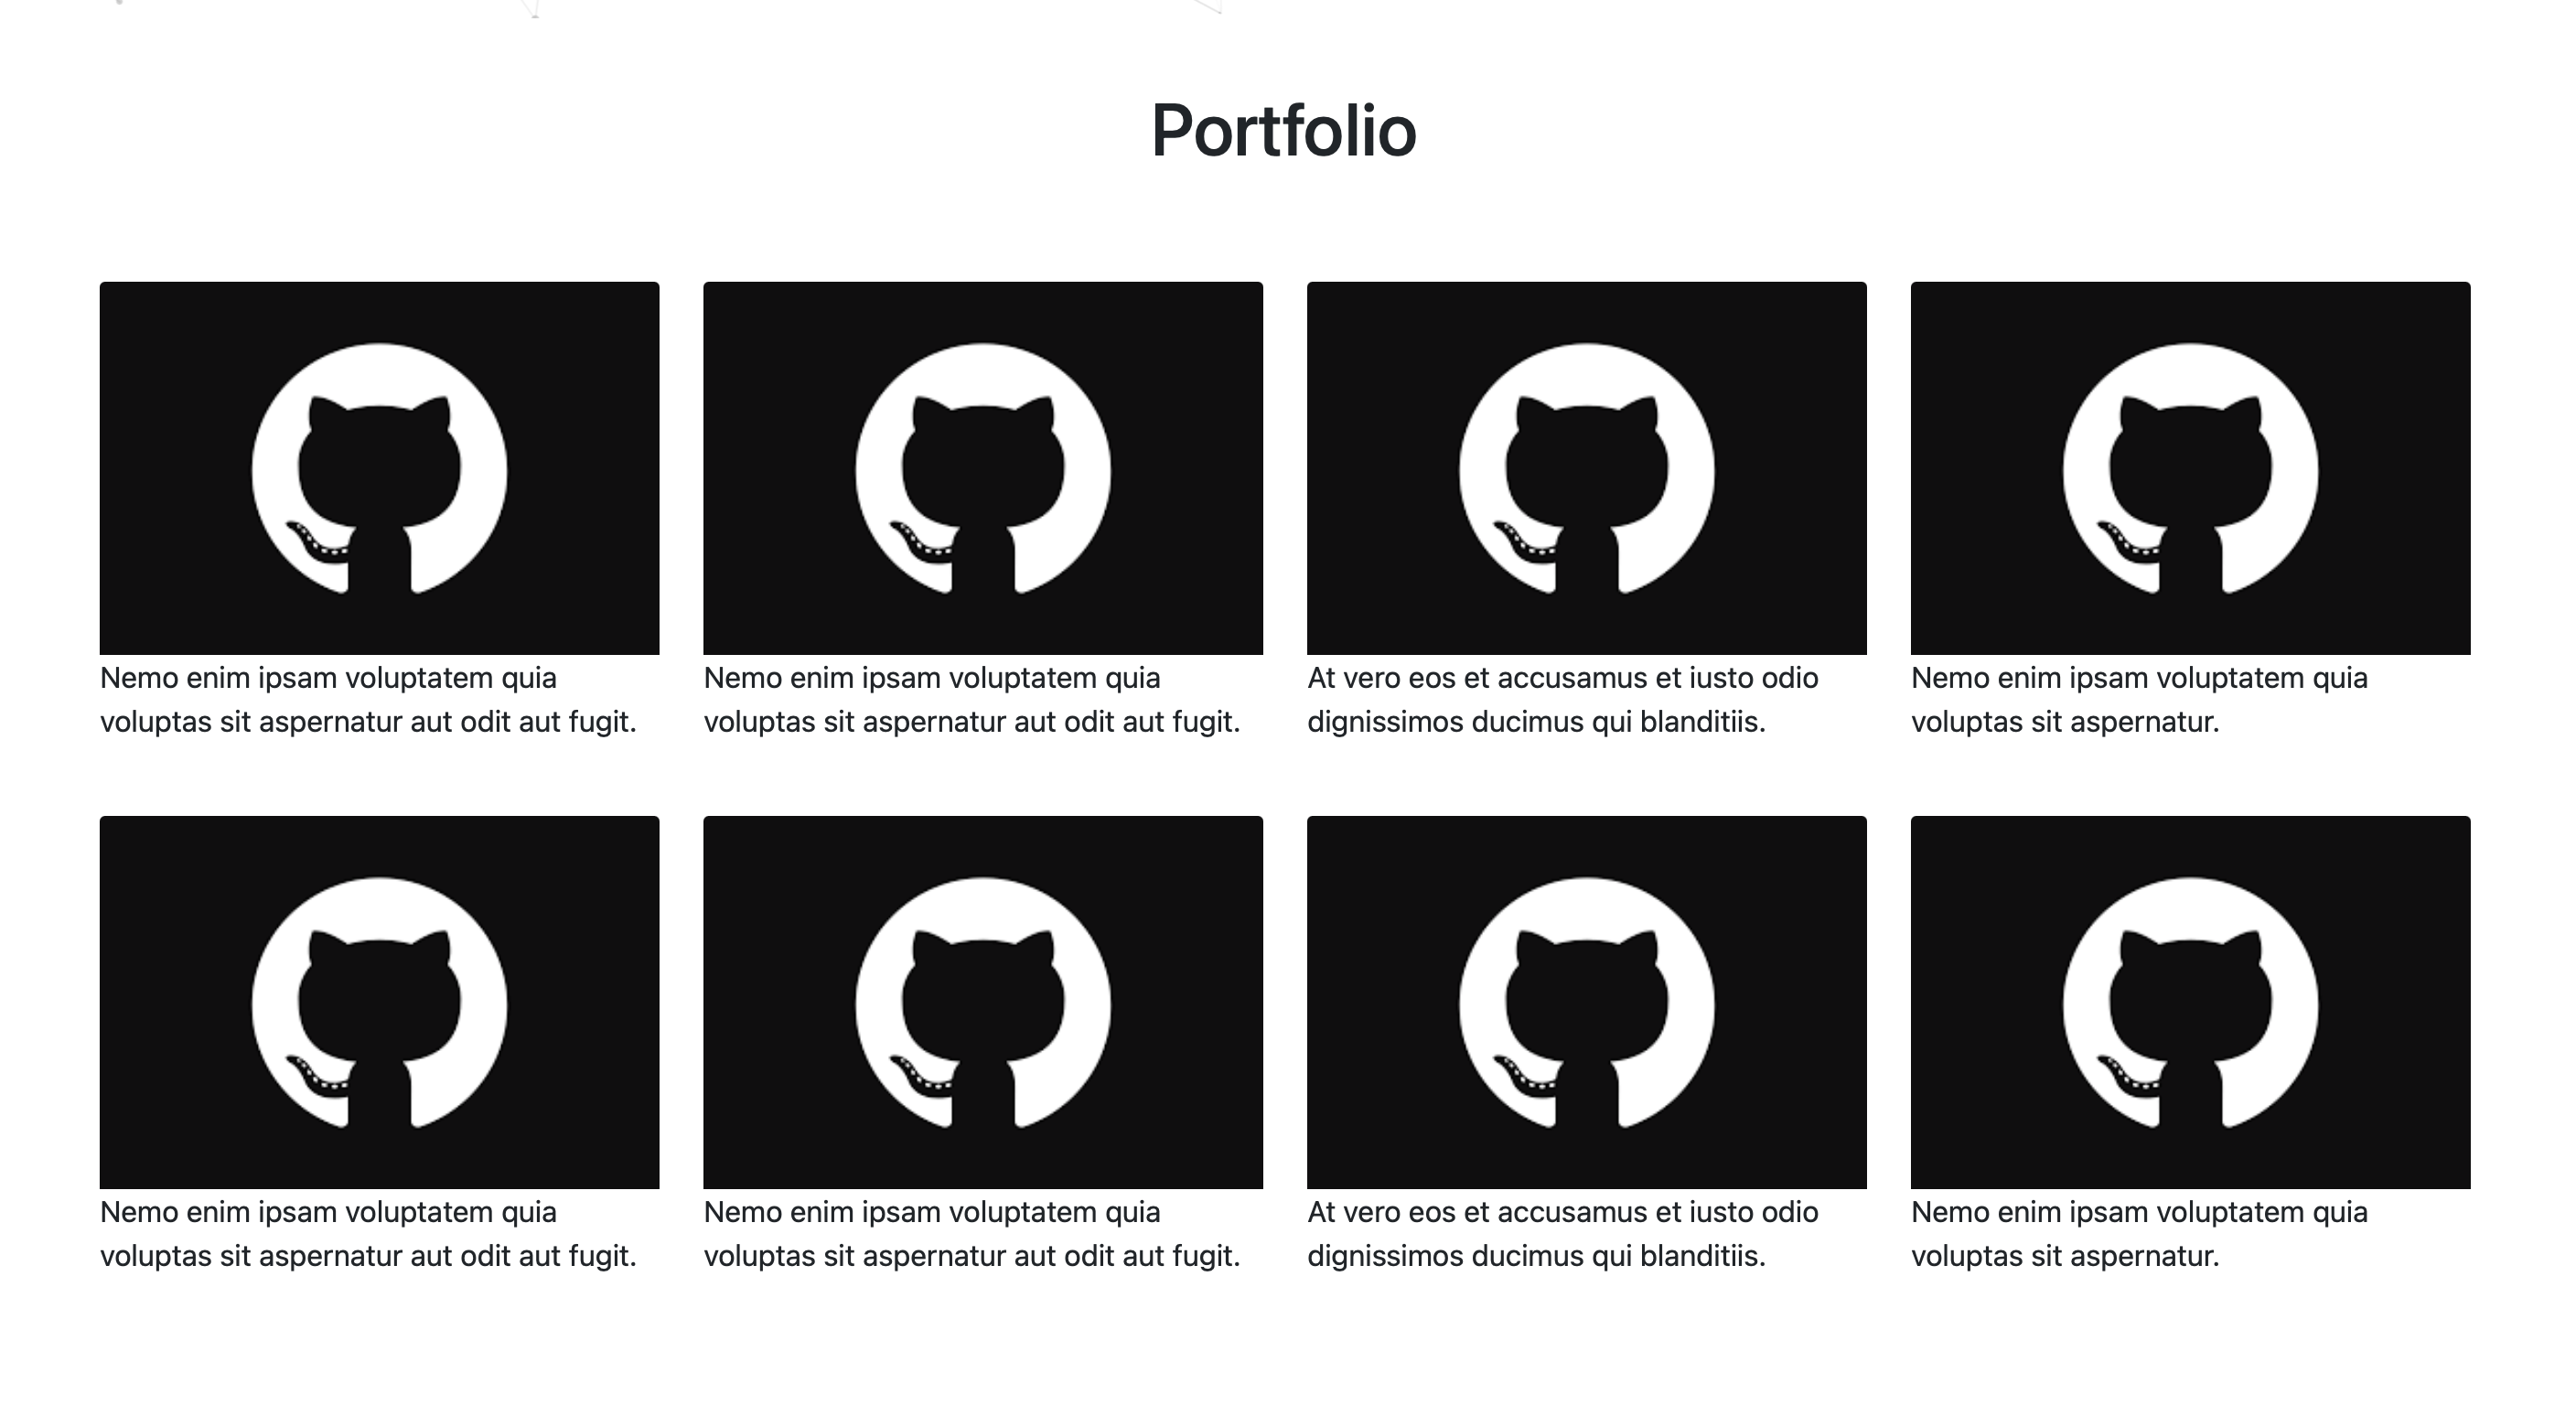 Portfolio
Nemo enim ipsam voluptatem quia
voluptas sit aspernatur aut odit aut fugit.
Nemo enim ipsam voluptatem quia
voluptas sit aspernatur aut odit aut fugit.
At vero eos et accusamus et iusto odio
dignissimos ducimus qui blanditiis.
Nemo enim ipsam voluptatem quia
voluptas sit aspernatur.
Nemo enim ipsam voluptatem quia
voluptas sit aspernatur aut odit aut fugit.
Nemo enim ipsam voluptatem quia
voluptas sit aspernatur aut odit aut fugit.
At vero eos et accusamus et iusto odio
dignissimos ducimus qui blanditiis.
Nemo enim ipsam voluptatem quia
voluptas sit aspernatur.